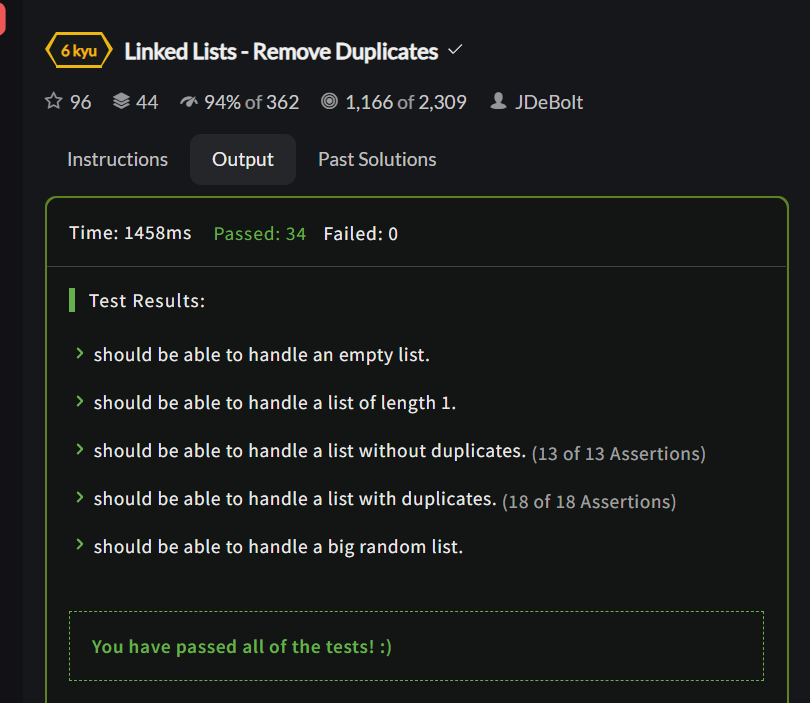 6 kyu Linked Lists - Remove Duplicates
96 44 94% of 362 1,166 of 2,309 JDeBolt
Instructions Output Past Solutions
Time: 1458ms Passed: 34 Failed: 0
Test Results:
should be able to handle an empty list.
should be able to handle a list of length 1.
should be able to handle a list without duplicates. (13 of 13 Assertions)
should be able to handle a list with duplicates. (18 of 18 Assertions)
should be able to handle a big random list.
You have passed all of the tests! :)